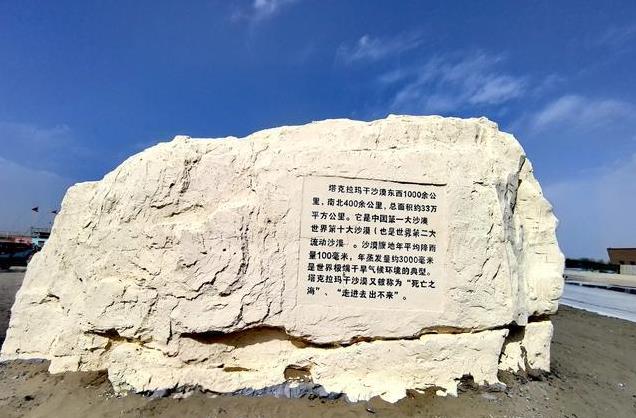 塔克拉玛干沙漠东西1000余公
里，南北400余公里，总面积约33万
平方公里。它是中国第一大沙漠
世界第十大沙漠（也是世界第二大
流动沙漠。沙漠腹地年平均降雨
量100毫米，年蒸发量约3000毫米
是世界极端干旱气候环境的典型。
塔克拉玛干沙漠又被称为“死亡之
海”、“走进去出不来”。